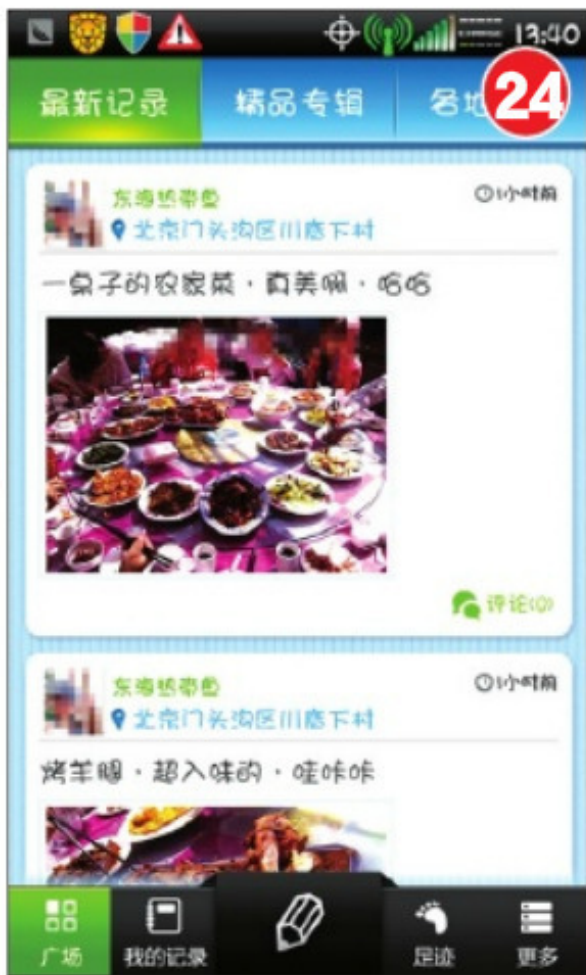 13:40
最新记录 精品专辑 各地
24
东海热带鱼
1小时前
北京门头沟区川底下村
一桌子的农家菜，真美啊，哈哈
评论(0)
东海热带鱼
1小时前
北京门头沟区川底下村
烤羊腿，超入味的，哇咔咔
广场 我的记录 足迹 更多